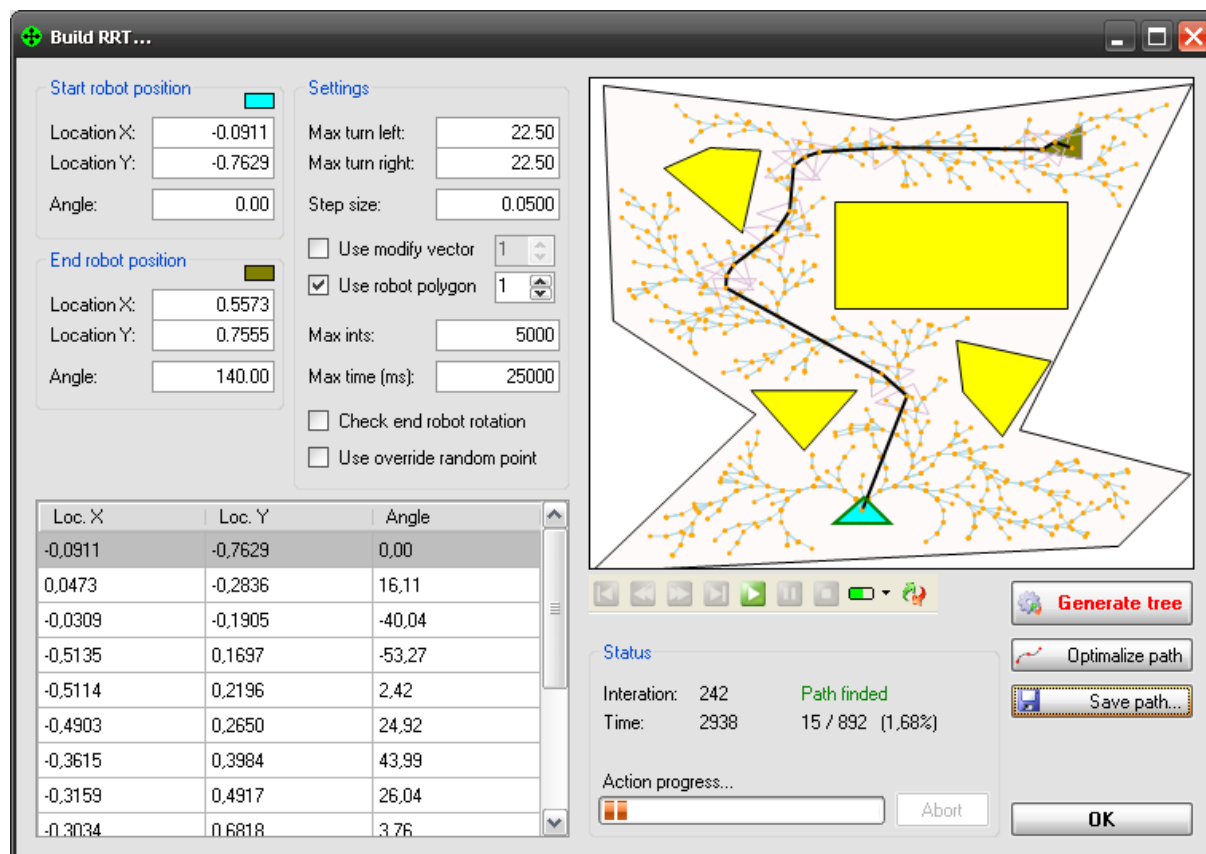 Build RRT...
Start robot position
Location X: -0.0911
Location Y: -0.7629
Angle: 0.00
End robot position
Location X: 0.5573
Location Y: 0.7555
Angle: 140.00
Settings
Max turn left: 22.50
Max turn right: 22.50
Step size: 0.0500
Use modify vector 1
Use robot polygon 1
Max ints: 5000
Max time (ms): 25000
Check end robot rotation
Use override random point
Loc. X Loc. Y Angle
-0,0911 -0,7629 0,00
0,0473 -0,2836 16,11
-0,0309 -0,1905 -40,04
-0,5135 0,1697 -53,27
-0,5114 0,2196 2,42
-0,4903 0,2650 24,92
-0,3615 0,3984 43,99
-0,3159 0,4917 26,04
-0,3034 0,6818 3,76
Generate tree
Optimalize path
Save path...
Status
Interation: 242 Path finded
Time: 2938 15 / 892 (1,68%)
Action progress...
Abort
OK